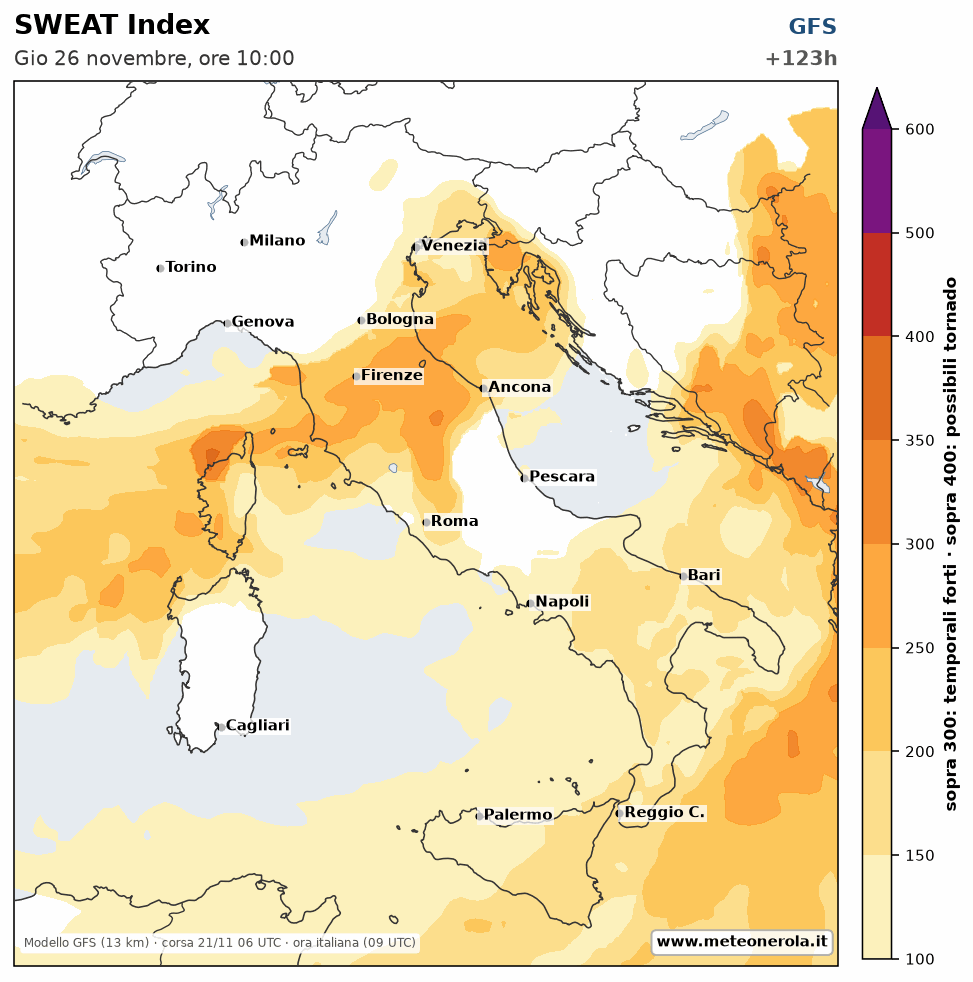 SWEAT Index
GFS
Gio 26 novembre, ore 10:00
+123h
600
500
400
350
300
250
200
150
100
sopra 300: temporali forti · sopra 400: possibili tornado
Milano
Venezia
Torino
Genova
Bologna
Firenze
Ancona
Pescara
Roma
Bari
Napoli
Cagliari
Palermo
Reggio C.
Modello GFS (13 km) · corsa 21/11 06 UTC · ora italiana (09 UTC)
www.meteonerola.it